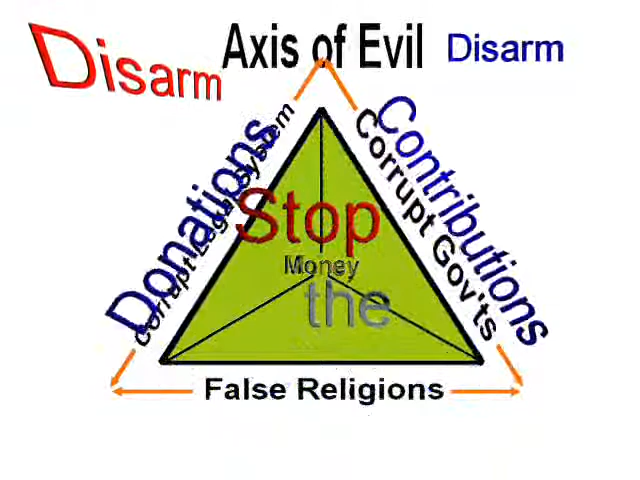 Disarm
Axis of Evil
Disarm
Donations
Corrupt Legal System
Contributions
Corrupt Gov'ts
Stop
Money
the
False Religions